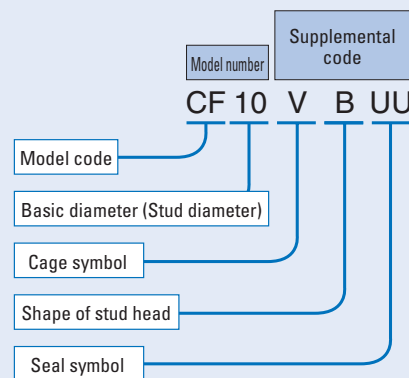 Supplemental
code
Model number
CF 10 V B UU
Model code
Basic diameter (Stud diameter)
Cage symbol
Shape of stud head
Seal symbol